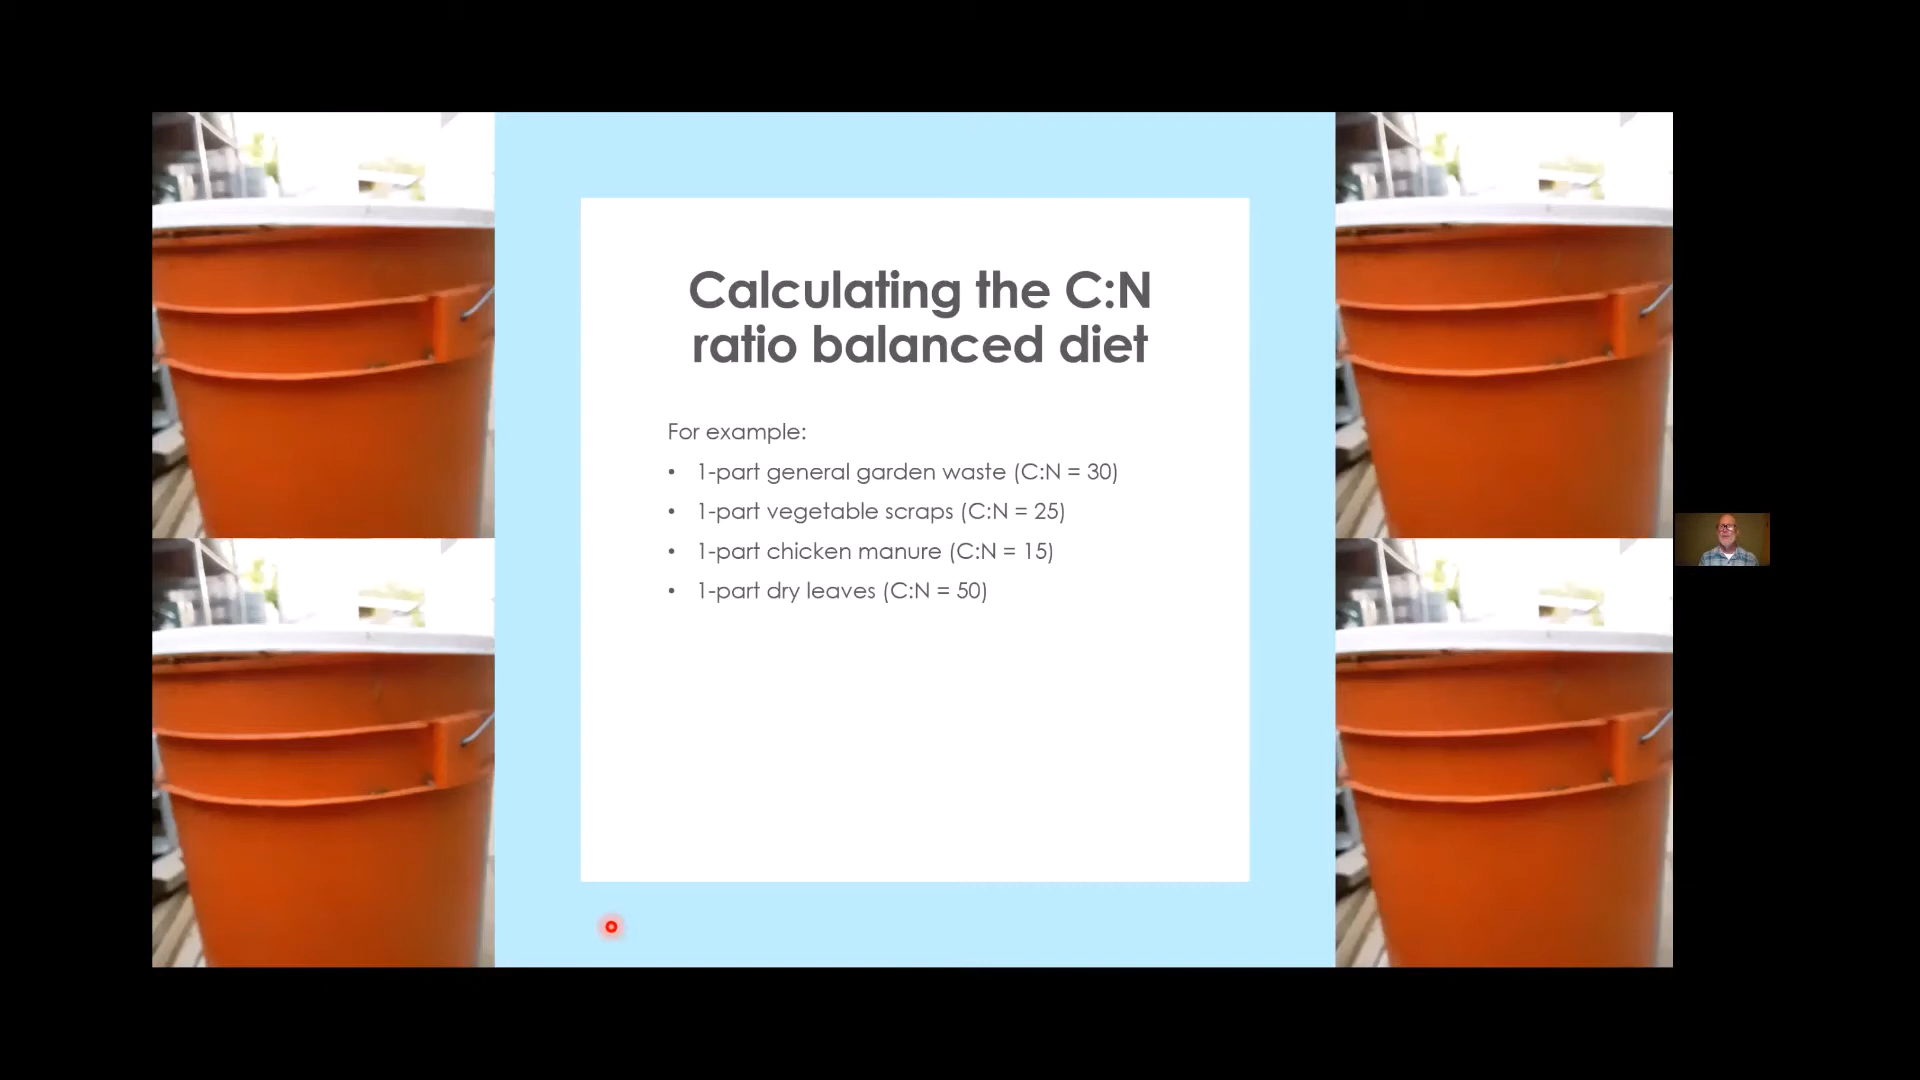 Calculating the C:N
ratio balanced diet
For example:
• 1-part general garden waste (C:N = 30)
• 1-part vegetable scraps (C:N = 25)
• 1-part chicken manure (C:N = 15)
• 1-part dry leaves (C:N = 50)